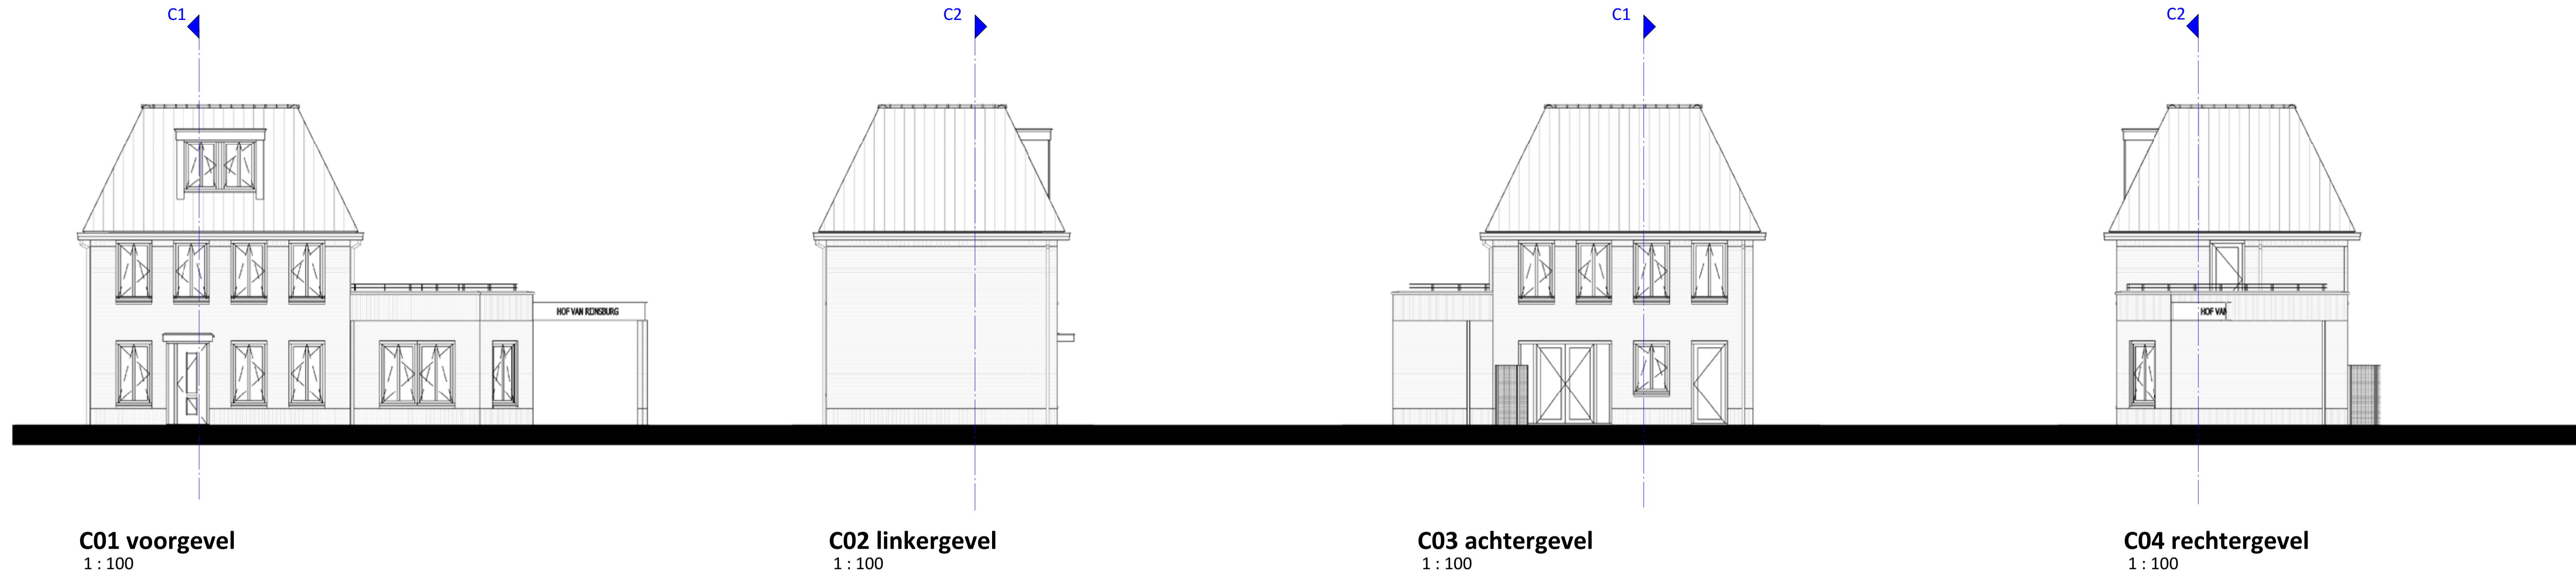 C1
C2
C1
C2
HOF VAN RIJNSBURG
HOF VAN
C01 voorgevel
1 : 100
C02 linkergevel
1 : 100
C03 achtergevel
1 : 100
C04 rechtergevel
1 : 100